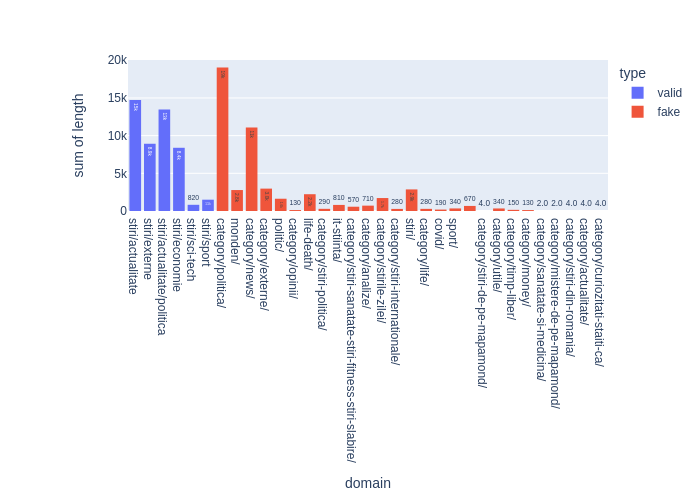 20k
15k
10k
5k
0
sum of length
type
valid
fake
15k
820
19k
11k
130
290
810
570
710
280
280
190
340
670
4.0
340
150
130
2.0
2.0
4.0
4.0
4.0
stiri/actualitate
stiri/externe
stiri/actualitate/politica
stiri/economie
stiri/sci-tech
stiri/sport
category/politica/
monden/
category/news/
category/externe/
politic/
category/opinii/
life-death/
category/stiri-politica/
it-stiinta/
category/stiri-sanatate-stiri-fitness-stiri-slabire/
category/analize/
category/stirile-zilei/
category/stiri-internationale/
stiri/
category/life/
covid/
sport/
category/stiri-de-pe-mapamond/
category/utile/
category/timp-liber/
category/money/
category/sanatate-si-medicina/
category/mistere-de-pe-mapamond/
category/stiri-din-romania/
category/actualitate/
category/curiozitati-staiti-ca/
domain